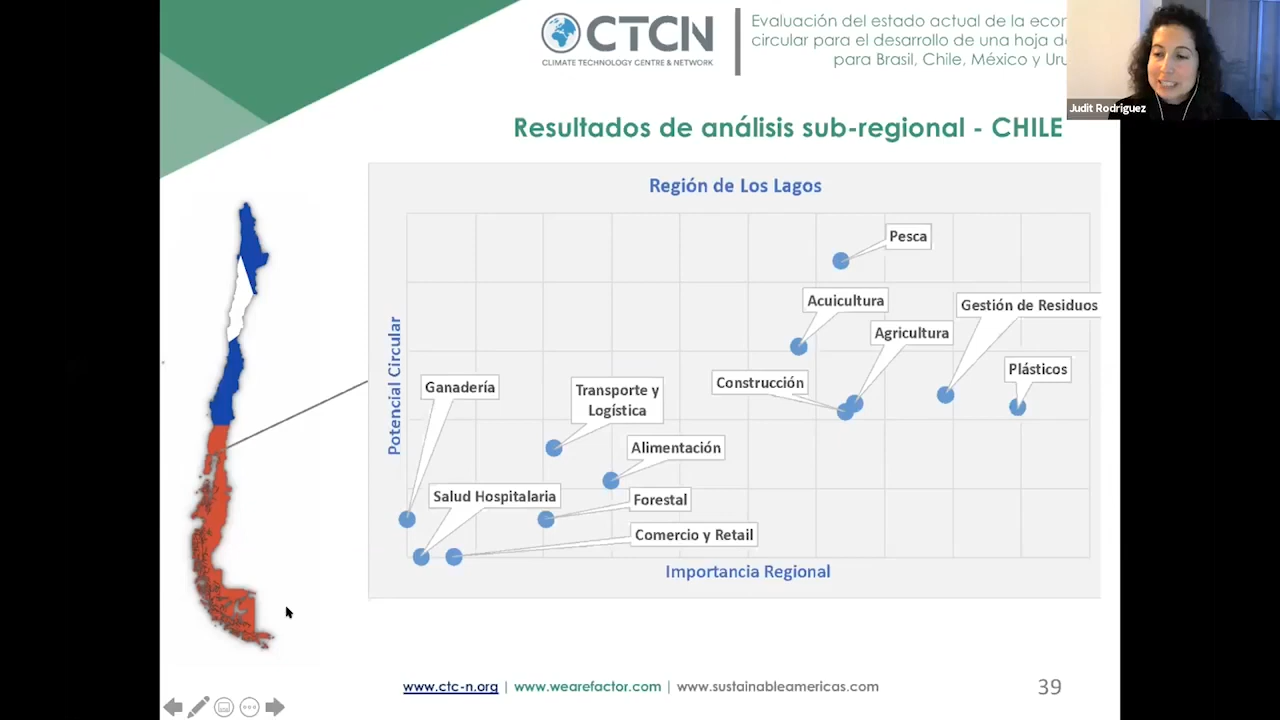 CTCN
CLIMATE TECHNOLOGY CENTRE & NETWORK
Evaluación del estado actual de la
circular para el desarrollo de una hoja
para Brasil, Chile, México y
Judit Rodríguez
Resultados de análisis sub-regional - CHILE
Región de Los Lagos
Pesca
Acuicultura
Gestión de Residuos
Agricultura
Plásticos
Construcción
Ganadería
Transporte y
Logística
Potencial Circular
Alimentación
Salud Hospitalaria
Forestal
Comercio y Retail
Importancia Regional
www.ctc-n.org | www.wearefactor.com | www.sustainableamericas.com
39